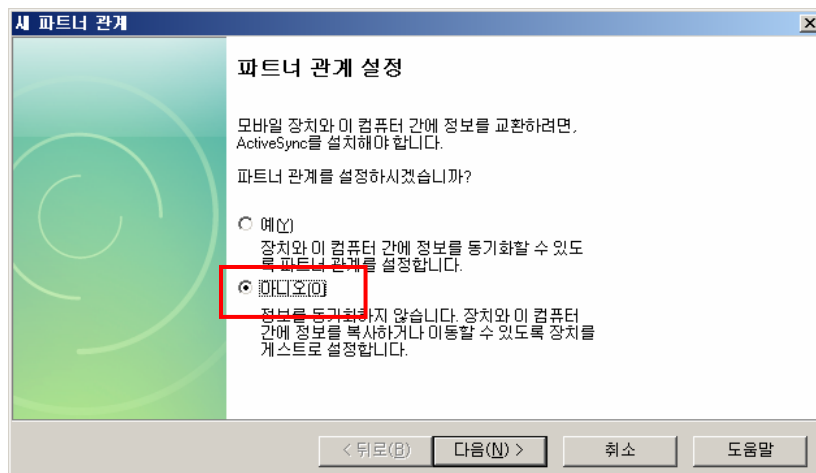 새 파트너 관계
파트너 관계 설정
모바일 장치와 이 컴퓨터 간에 정보를 교환하려면,
ActiveSync를 설치해야 합니다.
파트너 관계를 설정하시겠습니까?
예(Y)
장치와 이 컴퓨터 간에 정보를 동기화할 수 있도
록 파트너 관계를 설정합니다.
아니오(O)
정보를 동기화하지 않습니다. 장치와 이 컴퓨터
간에 정보를 복사하거나 이동할 수 있도록 장치를
게스트로 설정합니다.
< 뒤로(B) 다음(N) > 취소 도움말